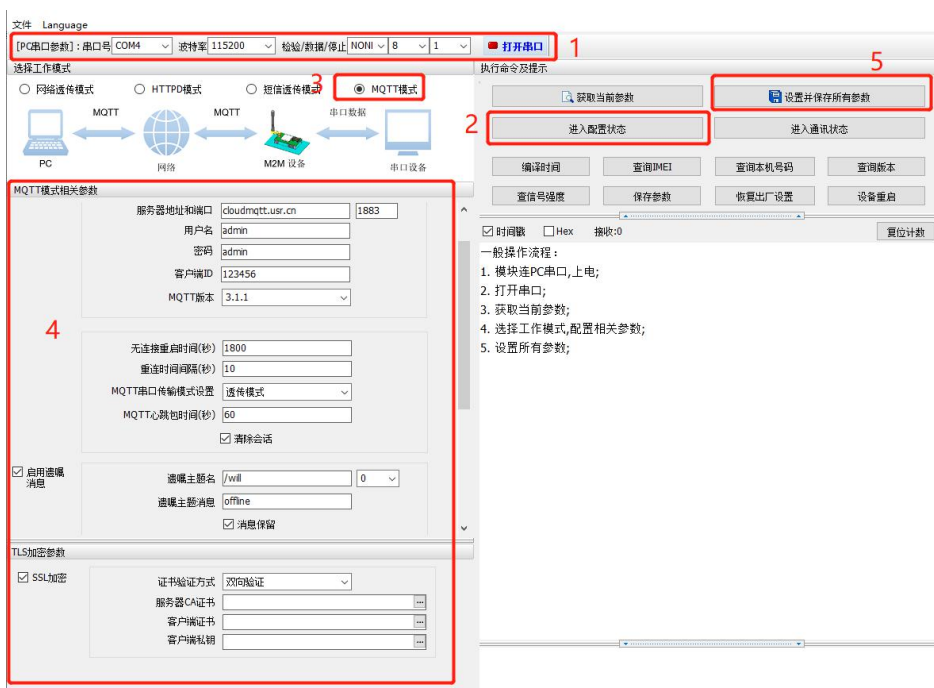 文件 Language
[PC串口参数]：串口号 COM4 波特率 115200 检验/数据/停止 NONI 8 1 打开串口 1
选择工作模式
网络透传模式 HTTPD模式 短信透传模式 3 MQTT模式
MQTT MQTT 串口数据
PC 网络 M2M 设备 串口设备
MQTT模式相关参数
服务器地址和端口 cloudmqtt.usr.cn 1883
用户名 admin
密码 admin
客户端ID 123456
MQTT版本 3.1.1
4
无连接重启时间(秒) 1800
重连时间间隔(秒) 10
MQTT串口传输模式设置 透传模式
MQTT心跳包时间(秒) 60
清除会话
启用遗嘱
消息
遗嘱主题名 /will 0
遗嘱主题消息 offline
消息保留
TLS加密参数
SSL加密
证书验证方式 双向验证
服务器CA证书 ...
客户端证书 ...
客户端私钥 ...
执行命令及提示
5
获取当前参数 设置并保存所有参数
2 进入配置状态 进入通讯状态
编译时间 查询IMEI 查询本机号码 查询版本
查信号强度 保存参数 恢复出厂设置 设备重启
时间戳 Hex 接收:0 复位计数
一般操作流程：
1. 模块连PC串口,上电;
2. 打开串口;
3. 获取当前参数;
4. 选择工作模式,配置相关参数;
5. 设置所有参数;